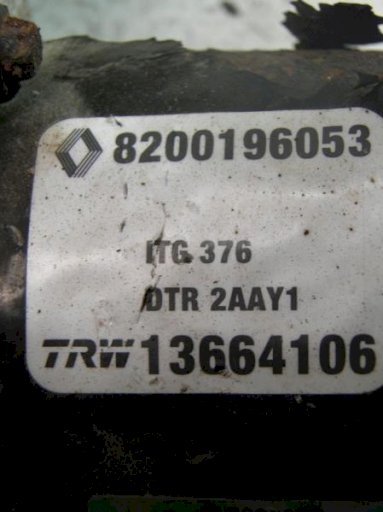 8200196053
ITG 376
DTR 2AAY1
TRW 13664106